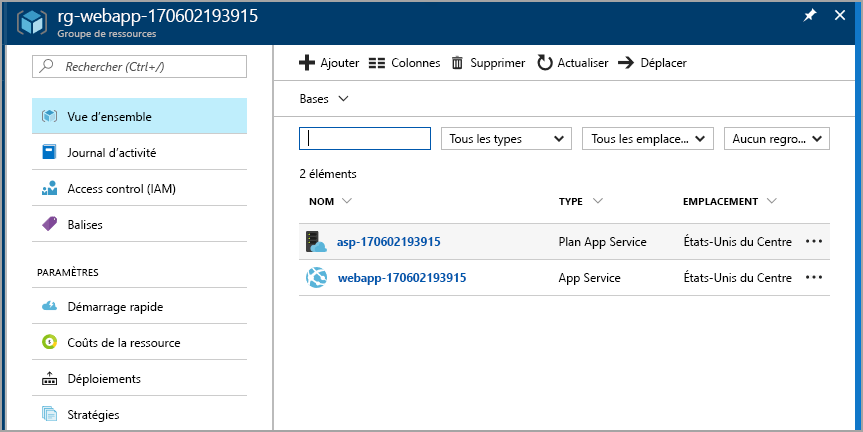 rg-webapp-170602193915
Groupe de ressources
Rechercher (Ctrl+/)
Vue d'ensemble
Journal d'activité
Access control (IAM)
Balises
PARAMÈTRES
Démarrage rapide
Coûts de la ressource
Déploiements
Stratégies
Ajouter Colonnes Supprimer Actualiser Déplacer
Bases
Tous les types Tous les emplace... Aucun regro...
2 éléments
NOM TYPE EMPLACEMENT
asp-170602193915 Plan App Service États-Unis du Centre
webapp-170602193915 App Service États-Unis du Centre